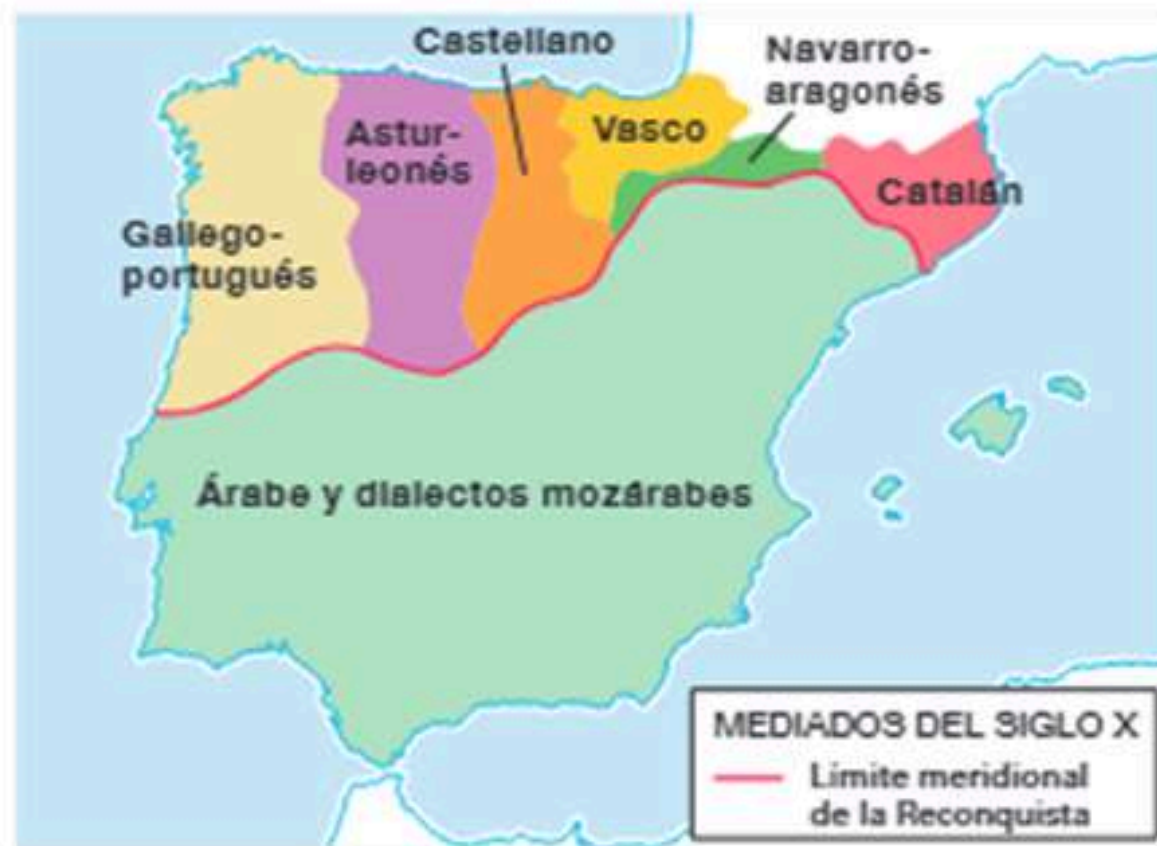 Castellano
Navarro-
aragonés
Astur-
leonés
Vasco
Catalán
Gallego-
portugués
Árabe y dialectos mozárabes
MEDIADOS DEL SIGLO X
Límite meridional
de la Reconquista